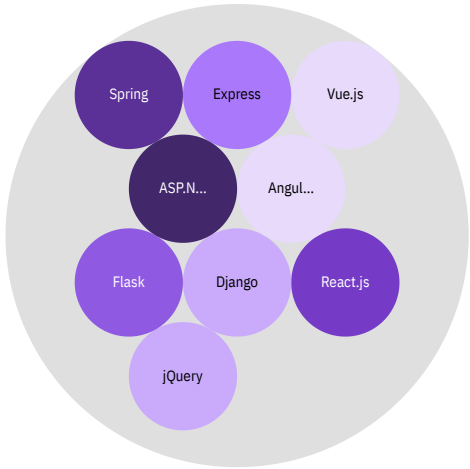 Spring
Express
Vue.js
ASP.N...
Angul...
Flask
Django
React.js
jQuery